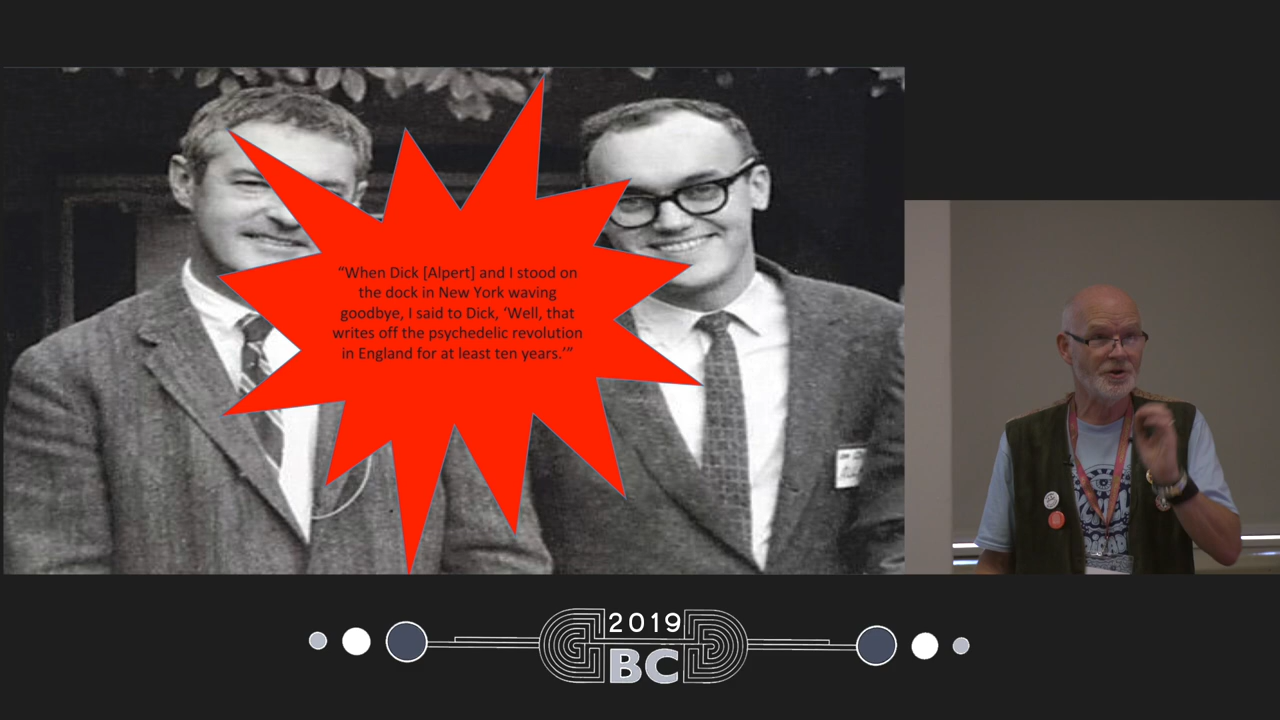 “When Dick [Alpert] and I stood on
the dock in New York waving
goodbye, I said to Dick, ‘Well, that
writes off the psychedelic revolution
in England for at least ten years.’”
2019
BC